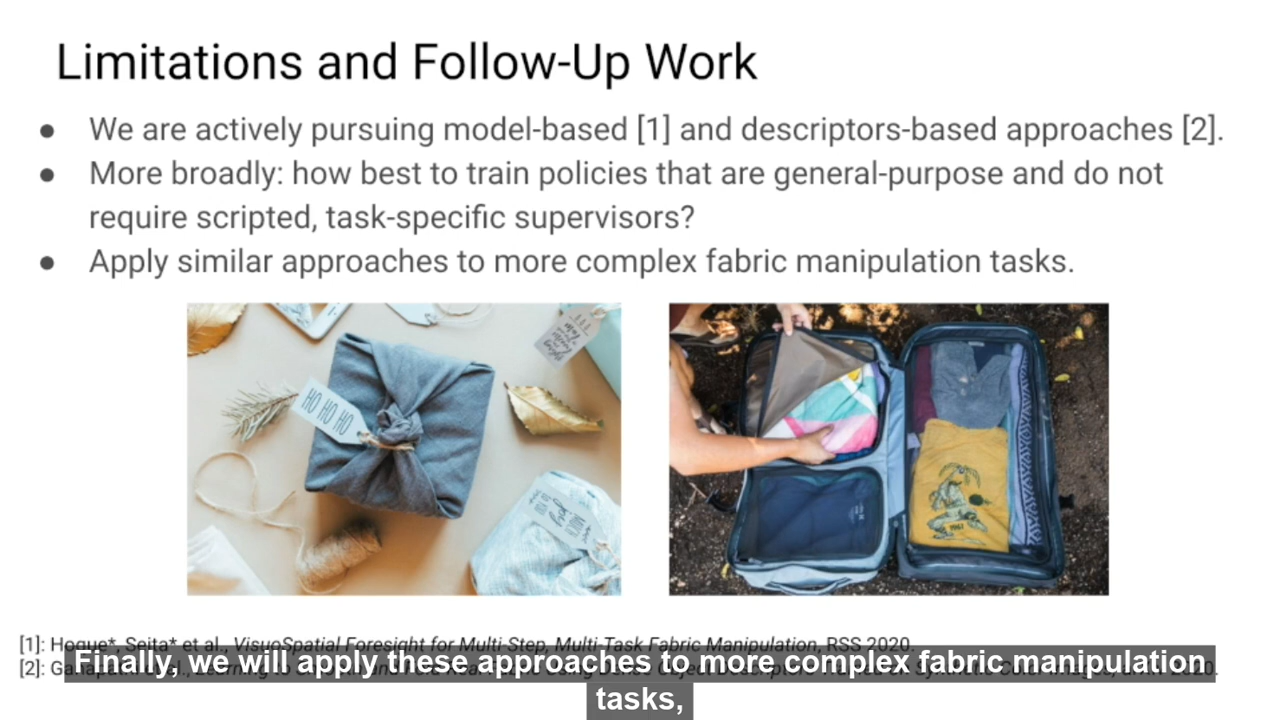 Limitations and Follow-Up Work
● We are actively pursuing model-based [1] and descriptors-based approaches [2].
● More broadly: how best to train policies that are general-purpose and do not
require scripted, task-specific supervisors?
● Apply similar approaches to more complex fabric manipulation tasks.
HO HO HO
1962
[1]: Hoque*, Seita* et al., VisuoSpatial Foresight for Multi-Step, Multi-Task Fabric Manipulation, RSS 2020.
[2]:
Finally, we will apply these approaches to more complex fabric manipulation
tasks,